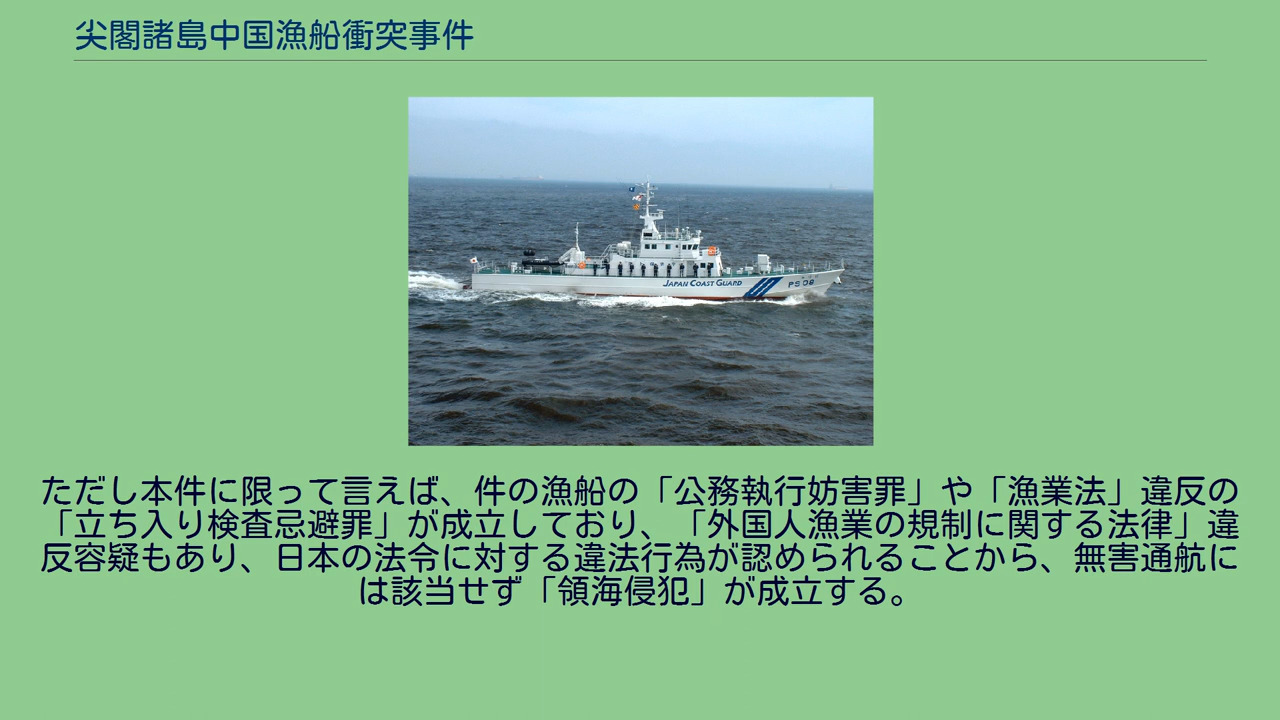 尖閣諸島中国漁船衝突事件
JAPAN COAST GUARD
PS 08
ただし本件に限って言えば、件の漁船の「公務執行妨害罪」や「漁業法」違反の
「立ち入り検査忌避罪」が成立しており、「外国人漁業の規制に関する法律」違
反容疑もあり、日本の法令に対する違法行為が認められることから、無害通航に
は該当せず「領海侵犯」が成立する。